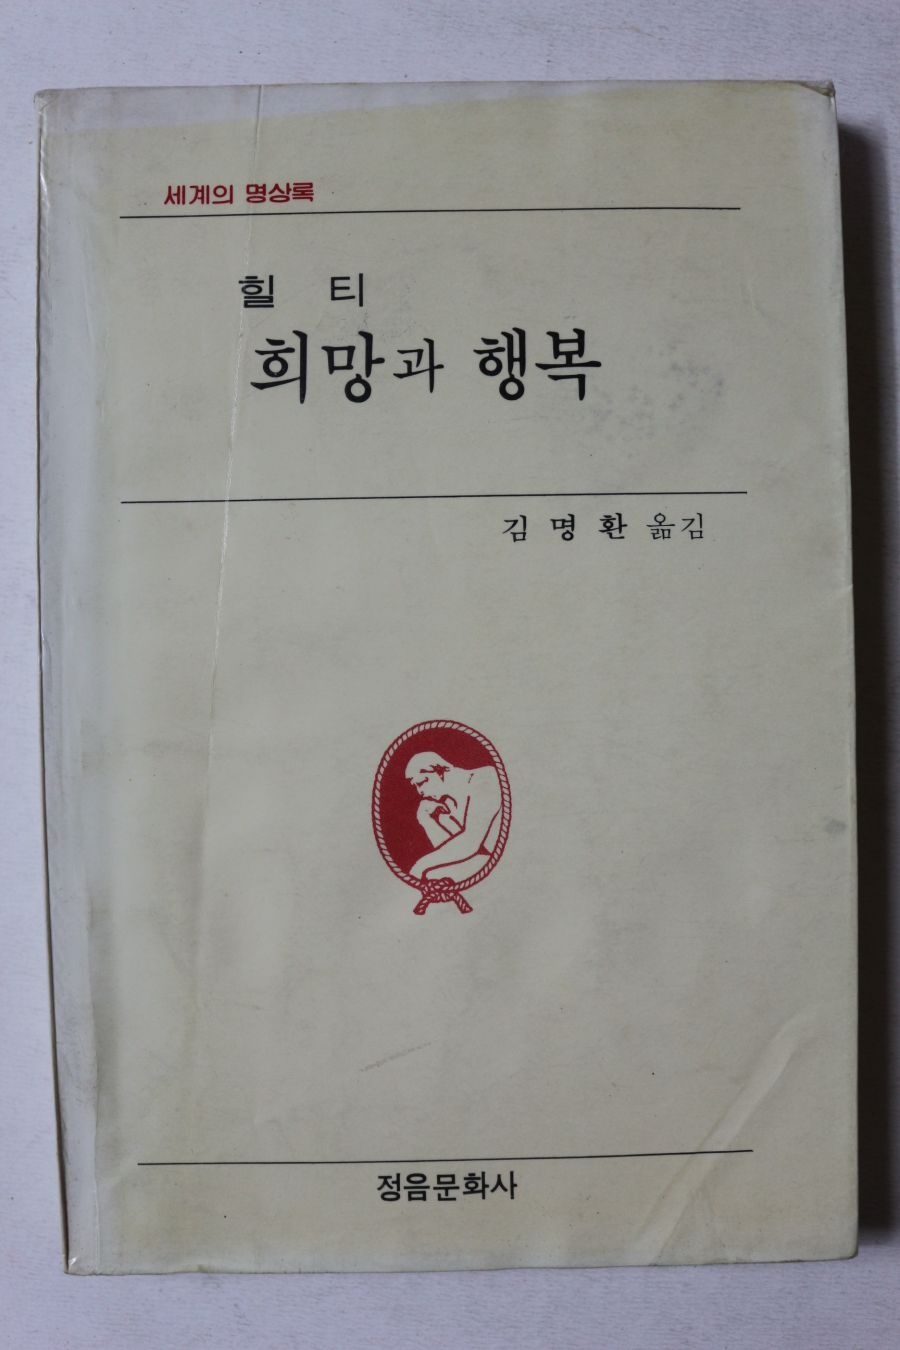 세계의 명상록
힐 티
희망과 행복
김 명 환 옮김
정음문화사